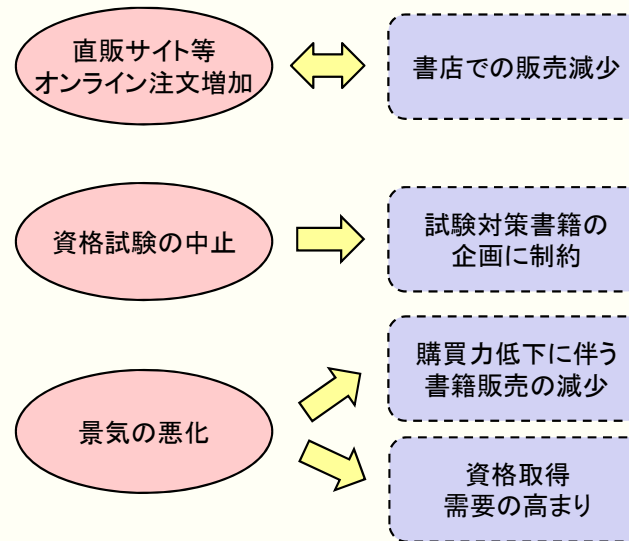 直販サイト等
オンライン注文増加
書店での販売減少
資格試験の中止
試験対策書籍の
企画に制約
景気の悪化
購買力低下に伴う
書籍販売の減少
資格取得
需要の高まり